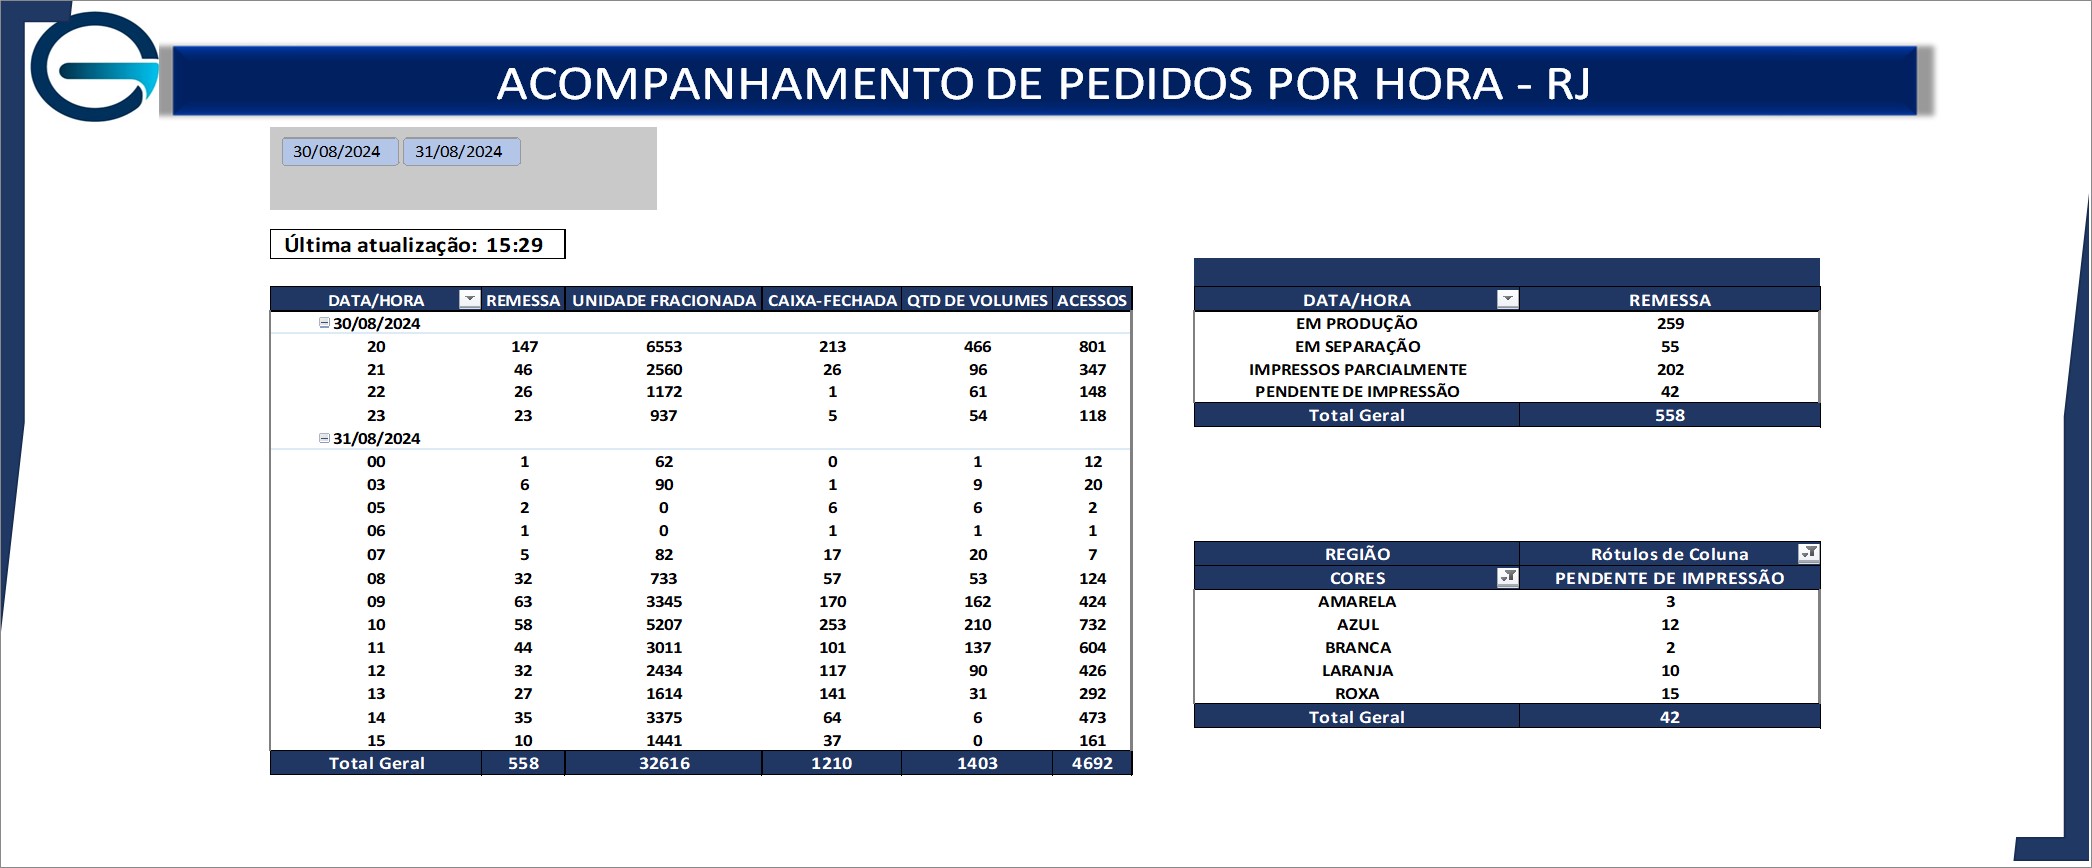 ACOMPANHAMENTO DE PEDIDOS POR HORA - RJ
30/08/2024 31/08/2024
Última atualização: 15:29
DATA/HORA REMESSA UNIDADE FRACIONADA CAIXA-FECHADA QTD DE VOLUMES ACESSOS
30/08/2024
20 147 6553 213 466 801
21 46 2560 26 96 347
22 26 1172 1 61 148
23 23 937 5 54 118
31/08/2024
00 1 62 0 1 12
03 6 90 1 9 20
05 2 0 6 6 2
06 1 0 1 1 1
07 5 82 17 20 7
08 32 733 57 53 124
09 63 3345 170 162 424
10 58 5207 253 210 732
11 44 3011 101 137 604
12 32 2434 117 90 426
13 27 1614 141 31 292
14 35 3375 64 6 473
15 10 1441 37 0 161
Total Geral 558 32616 1210 1403 4692
DATA/HORA REMESSA
EM PRODUÇÃO 259
EM SEPARAÇÃO 55
IMPRESSOS PARCIALMENTE 202
PENDENTE DE IMPRESSÃO 42
Total Geral 558
REGIÃO Rótulos de Coluna
CORES PENDENTE DE IMPRESSÃO
AMARELA 3
AZUL 12
BRANCA 2
LARANJA 10
ROXA 15
Total Geral 42